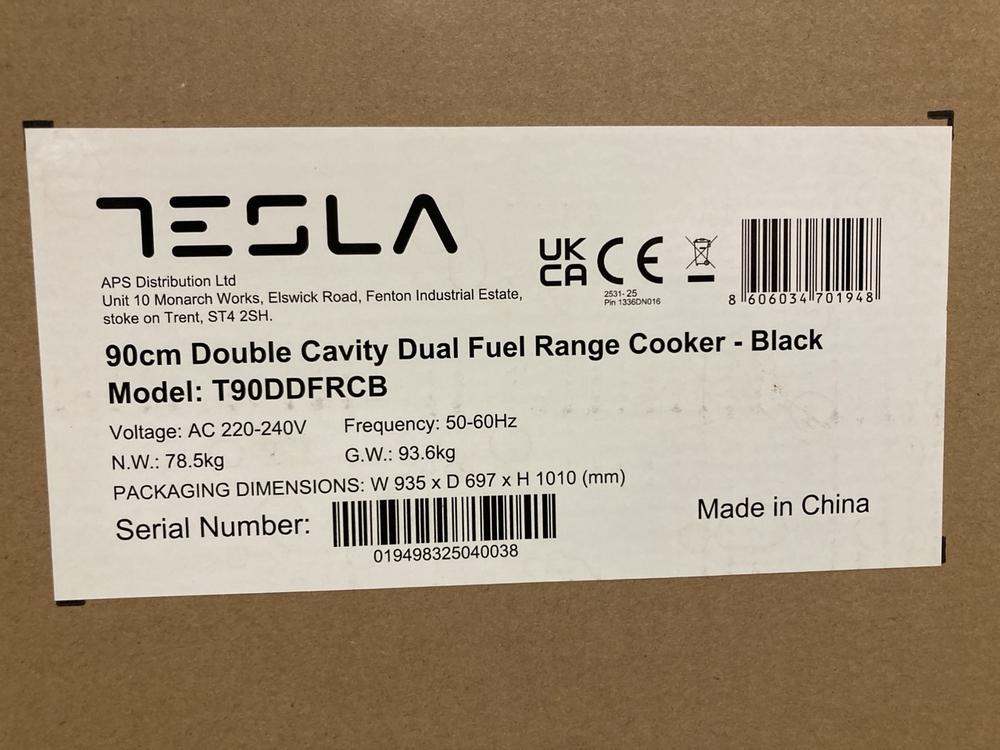 TESLA
APS Distribution Ltd
Unit 10 Monarch Works, Elswick Road, Fenton Industrial Estate,
stoke on Trent, ST4 2SH.
UK
CA CE
2531-25
Pin 1336DN016
8 606034 701948
90cm Double Cavity Dual Fuel Range Cooker - Black
Model: T90DDFRCB
Voltage: AC 220-240V Frequency: 50-60Hz
N.W.: 78.5kg G.W.: 93.6kg
PACKAGING DIMENSIONS: W 935 x D 697 x H 1010 (mm)
Serial Number:
019498325040038
Made in China